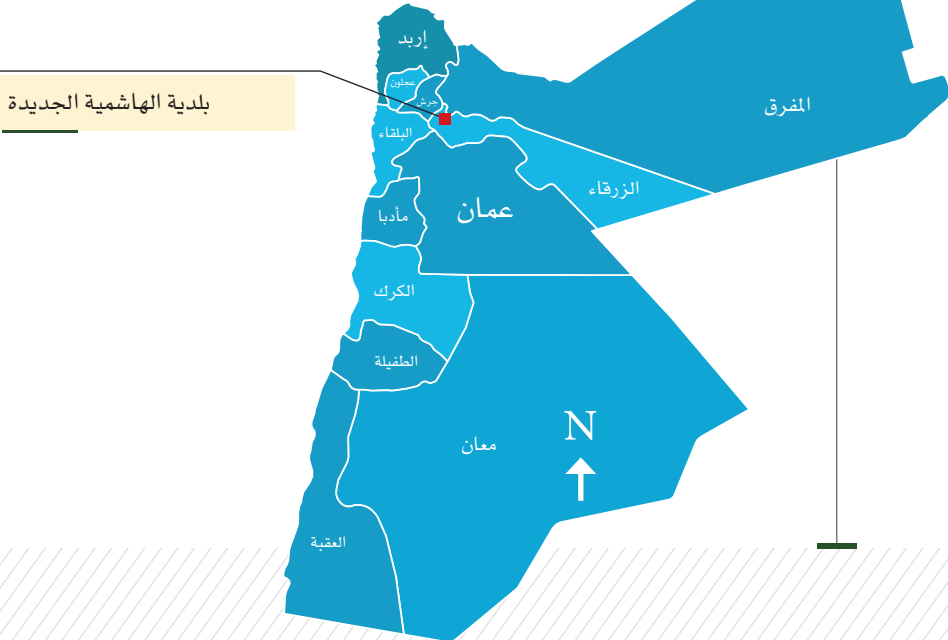 إربد
عجلون
جرش
بلدية الهاشمية الجديدة
المفرق
البلقاء
الزرقاء
عمان
مأدبا
الكرك
الطفيلة
N
معان
العقبة